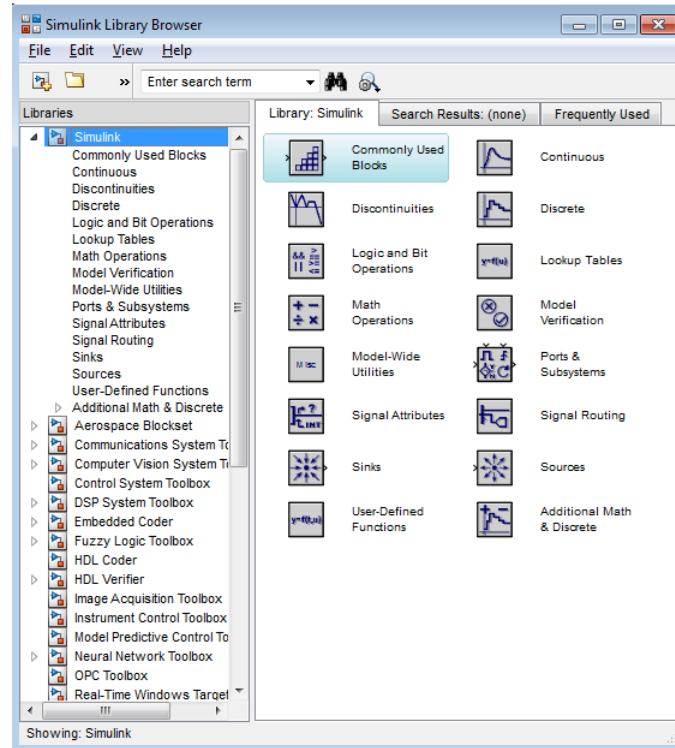 Simulink Library Browser
File Edit View Help
» Enter search term
Libraries
Library: Simulink Search Results: (none) Frequently Used
Simulink
Commonly Used Blocks
Continuous
Discontinuities
Discrete
Logic and Bit Operations
Lookup Tables
Math Operations
Model Verification
Model-Wide Utilities
Ports & Subsystems
Signal Attributes
Signal Routing
Sinks
Sources
User-Defined Functions
Additional Math & Discrete
Aerospace Blockset
Communications System To
Computer Vision System To
Control System Toolbox
DSP System Toolbox
Embedded Coder
Fuzzy Logic Toolbox
HDL Coder
HDL Verifier
Image Acquisition Toolbox
Instrument Control Toolbox
Model Predictive Control To
Neural Network Toolbox
OPC Toolbox
Real-Time Windows Target
Commonly Used
Blocks
Continuous
Discontinuities
Discrete
&& > ||  >= <=
Logic and Bit
Operations
y=f(u)
Lookup Tables
+ − ÷ ×
Math
Operations
Model
Verification
Misc
Model-Wide
Utilities
Ports &
Subsystems
? INT
Signal Attributes
Signal Routing
Sinks
Sources
y=f(t,u)
User-Defined
Functions
+ −
Additional Math
& Discrete
Showing: Simulink